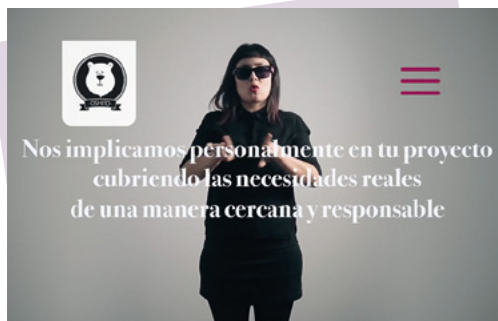 Nos implicamos personalmente en tu proyecto
cubriendo las necesidades reales
de una manera cercana y responsable